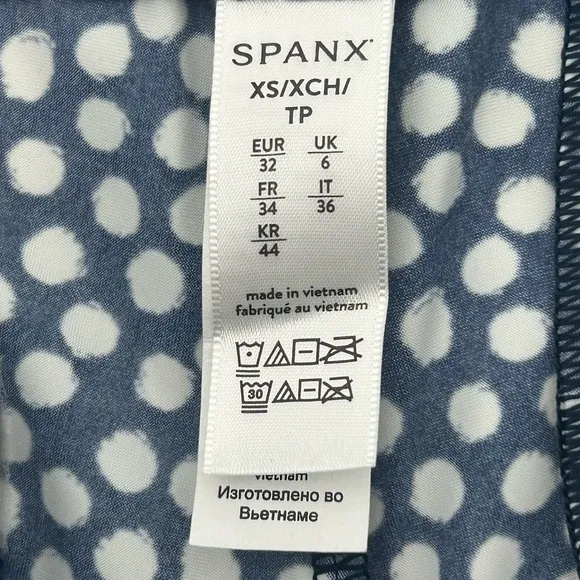 SPANX
XS/XCH/
TP
EUR UK
32 6
FR IT
34 36
KR
44
made in vietnam
fabriqué au vietnam
30
vietnam
Изготовлено во
Вьетнаме